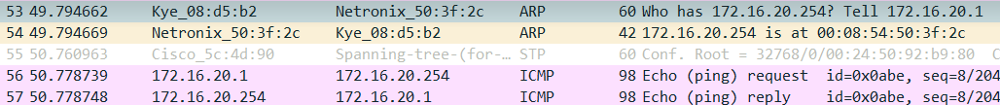 53 49.794662 Kye_08:d5:b2 Netronix_50:3f:2c ARP 60 Who has 172.16.20.254? Tell 172.16.20.1
54 49.794669 Netronix_50:3f:2c Kye_08:d5:b2 ARP 42 172.16.20.254 is at 00:08:54:50:3f:2c
55 50.760963 Cisco_5c:4d:90 Spanning-tree-(for-… STP 60 Conf. Root = 32768/0/00:24:50:92:b9:80 C
56 50.778739 172.16.20.1 172.16.20.254 ICMP 98 Echo (ping) request id=0x0abe, seq=8/204
57 50.778748 172.16.20.254 172.16.20.1 ICMP 98 Echo (ping) reply id=0x0abe, seq=8/204